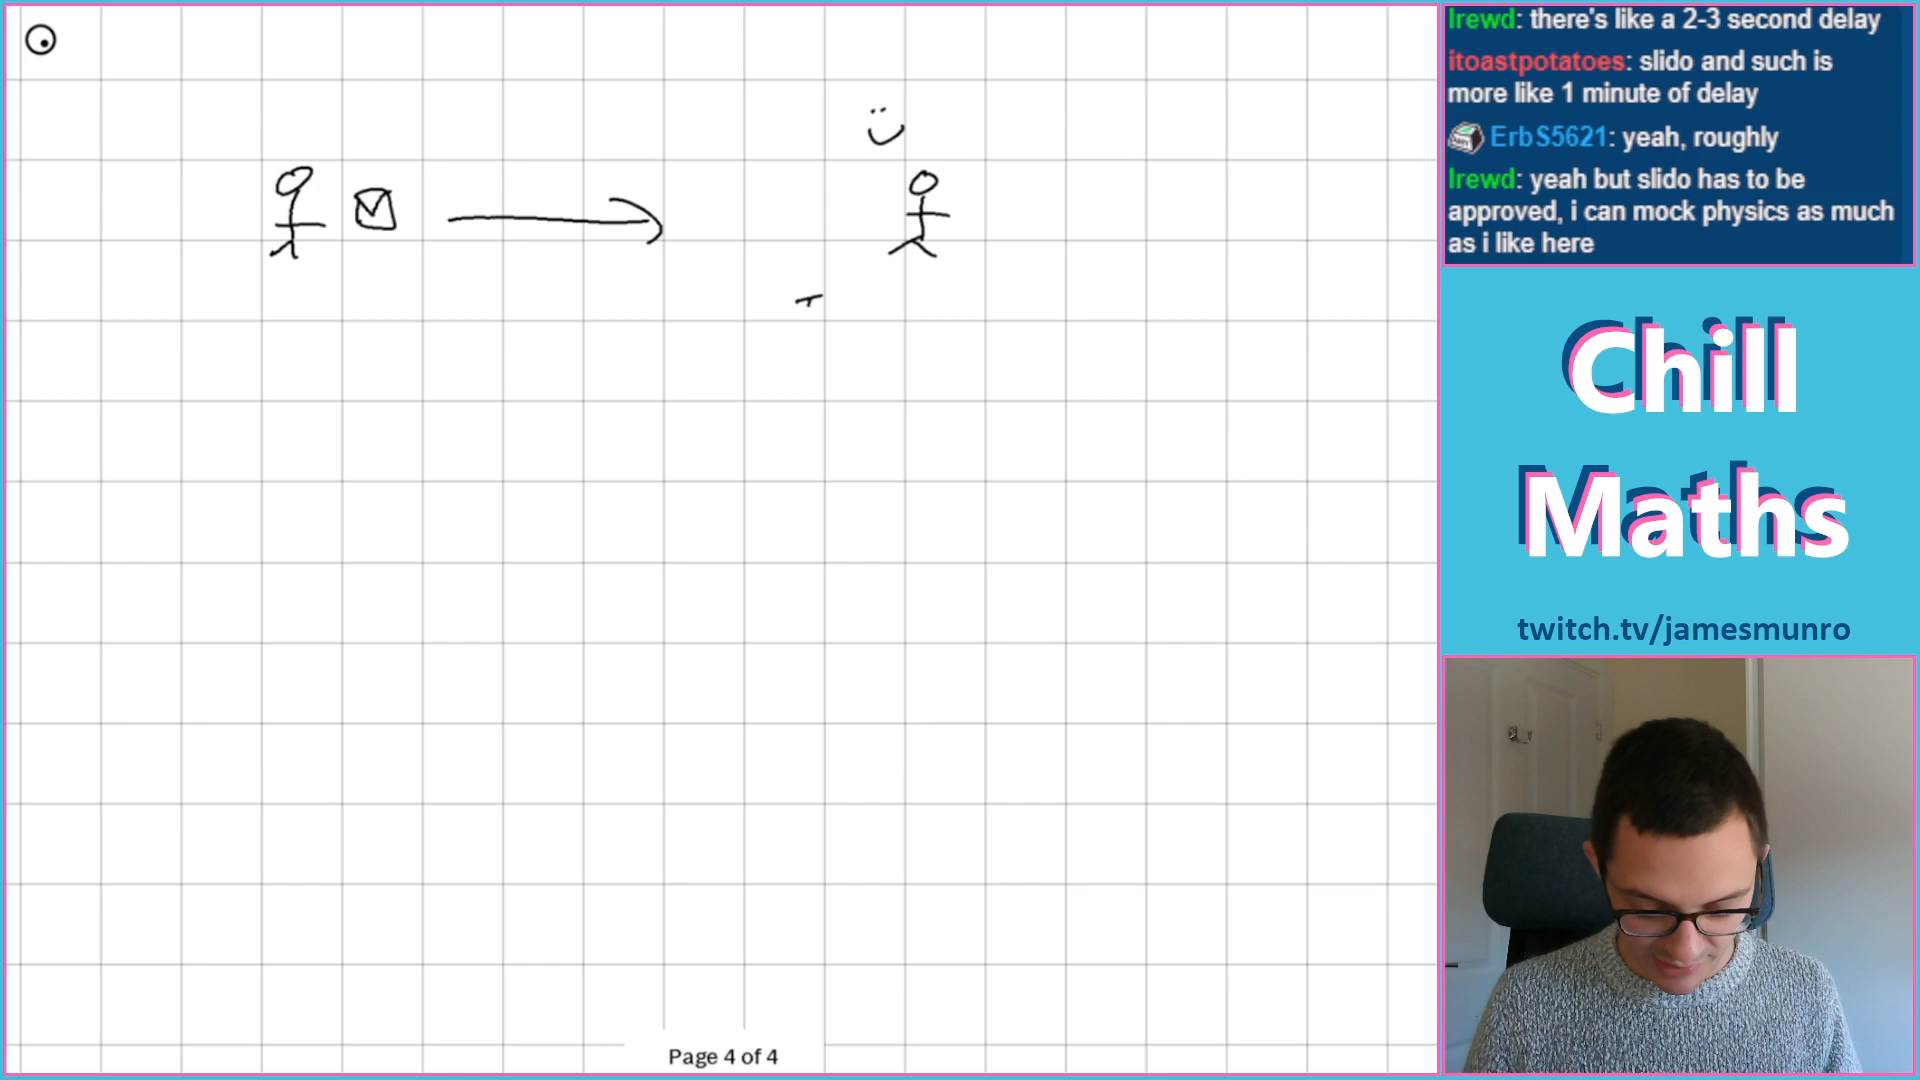 lrewd: there's like a 2-3 second delay
itoastpotatoes: slido and such is
more like 1 minute of delay
ErbS5621: yeah, roughly
lrewd: yeah but slido has to be
approved, i can mock physics as much
as i like here
Chill
Maths
twitch.tv/jamesmunro
Page 4 of 4